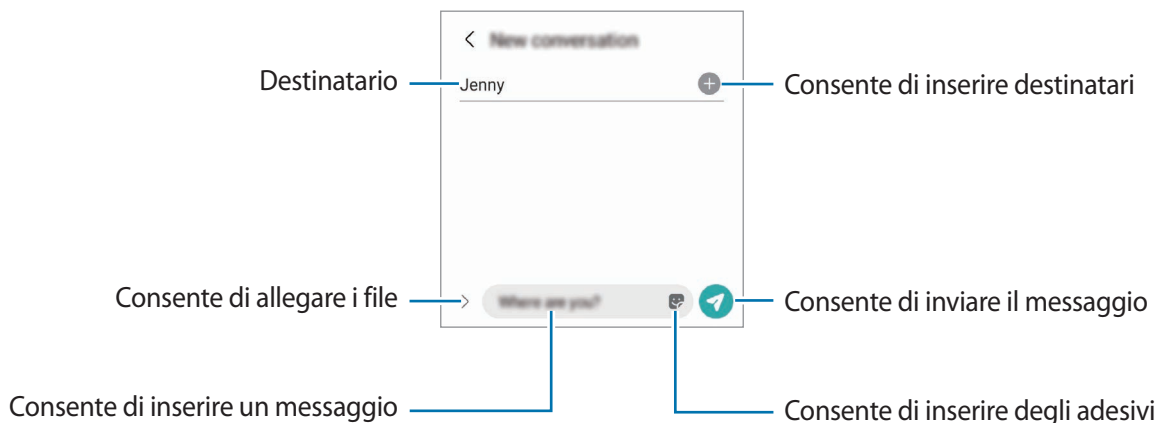 New conversation
Destinatario
Jenny
Consente di inserire destinatari
Consente di allegare i file
Where are you?
Consente di inviare il messaggio
Consente di inserire un messaggio
Consente di inserire degli adesivi